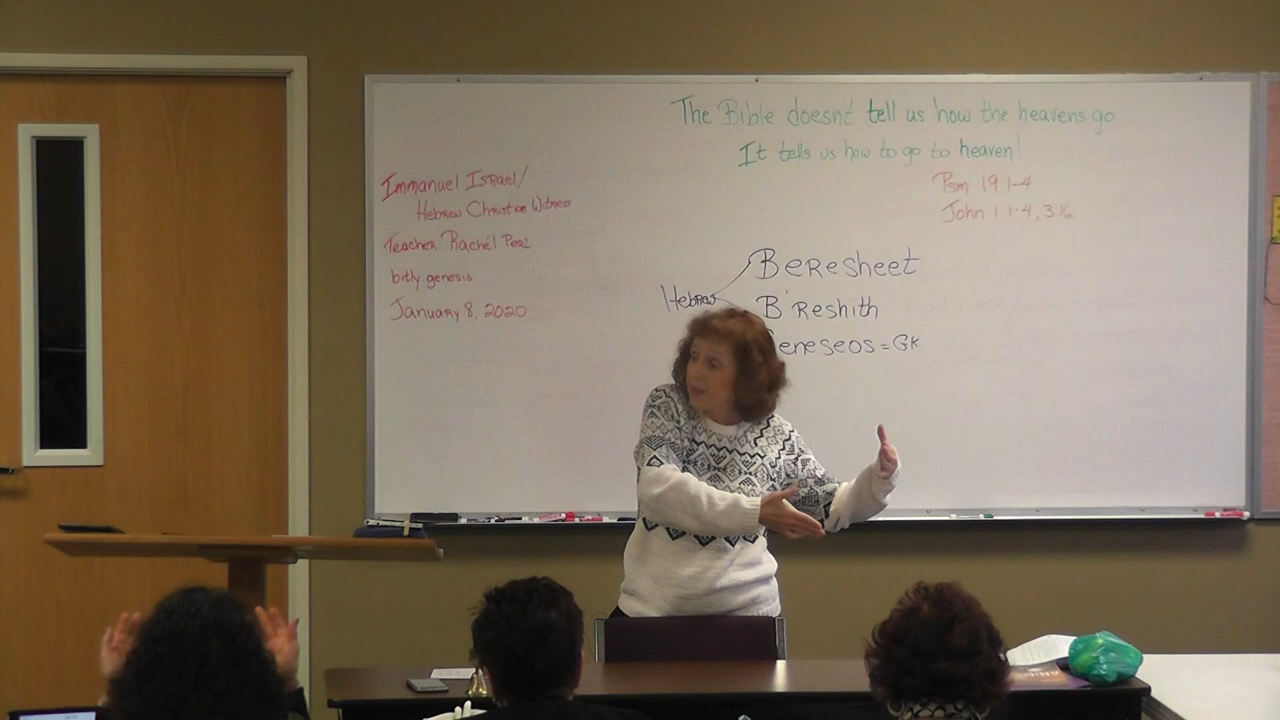 The Bible doesn't tell us how the heavens go
It tells us how to go to heaven!
Psm 19 1-4
John 1 1-4, 3:16
Immanuel Israel/
Hebrew Christian Witness
Teacher: Rachel Perz
bitly genesis
January 8, 2020
Hebrew
Beresheet
B'Reshith
eneseos = Gk